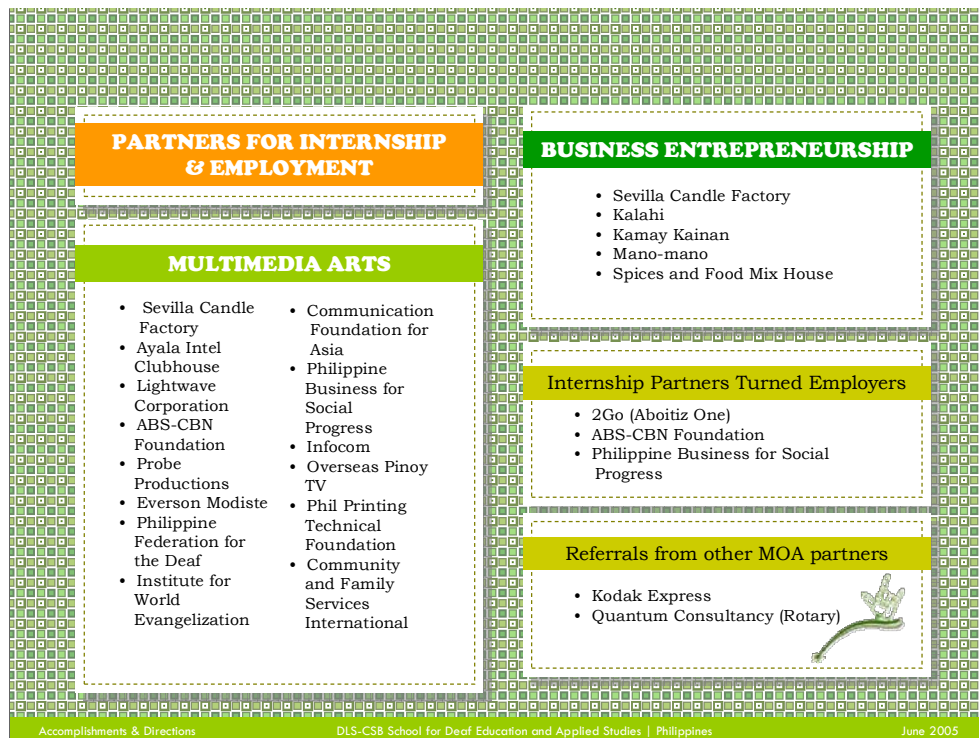 PARTNERS FOR INTERNSHIP
& EMPLOYMENT
MULTIMEDIA ARTS
• Sevilla Candle
Factory
• Ayala Intel
Clubhouse
• Lightwave
Corporation
• ABS-CBN
Foundation
• Probe
Productions
• Everson Modiste
• Philippine
Federation for
the Deaf
• Institute for
World
Evangelization
• Communication
Foundation for
Asia
• Philippine
Business for
Social
Progress
• Infocom
• Overseas Pinoy
TV
• Phil Printing
Technical
Foundation
• Community
and Family
Services
International
BUSINESS ENTREPRENEURSHIP
• Sevilla Candle Factory
• Kalahi
• Kamay Kainan
• Mano-mano
• Spices and Food Mix House
Internship Partners Turned Employers
• 2Go (Aboitiz One)
• ABS-CBN Foundation
• Philippine Business for Social
Progress
Referrals from other MOA partners
• Kodak Express
• Quantum Consultancy (Rotary)
Accomplishments & Directions
DLS-CSB School for Deaf Education and Applied Studies | Philippines
June 2005